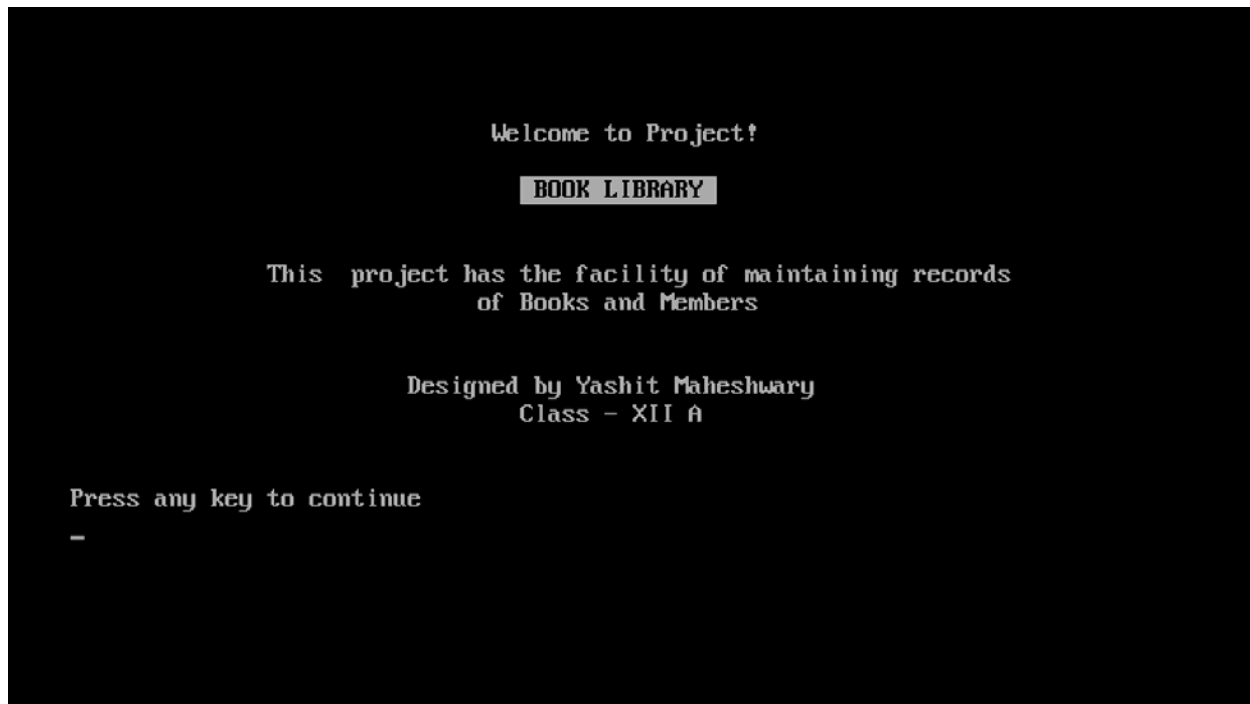 Welcome to Project!
BOOK LIBRARY
This  project has the facility of maintaining records
of Books and Members
Designed by Yashit Maheshwary
Class - XII A
Press any key to continue